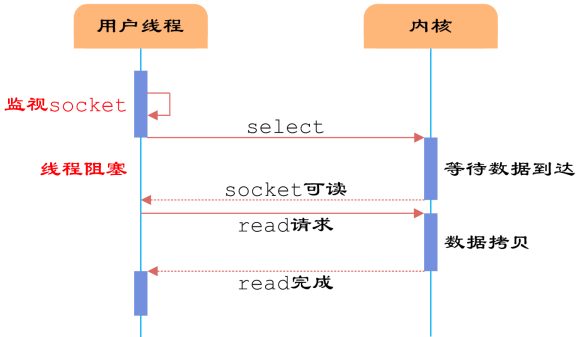 用户线程
内核
监视socket
select
线程阻塞
等待数据到达
socket可读
read请求
数据拷贝
read完成